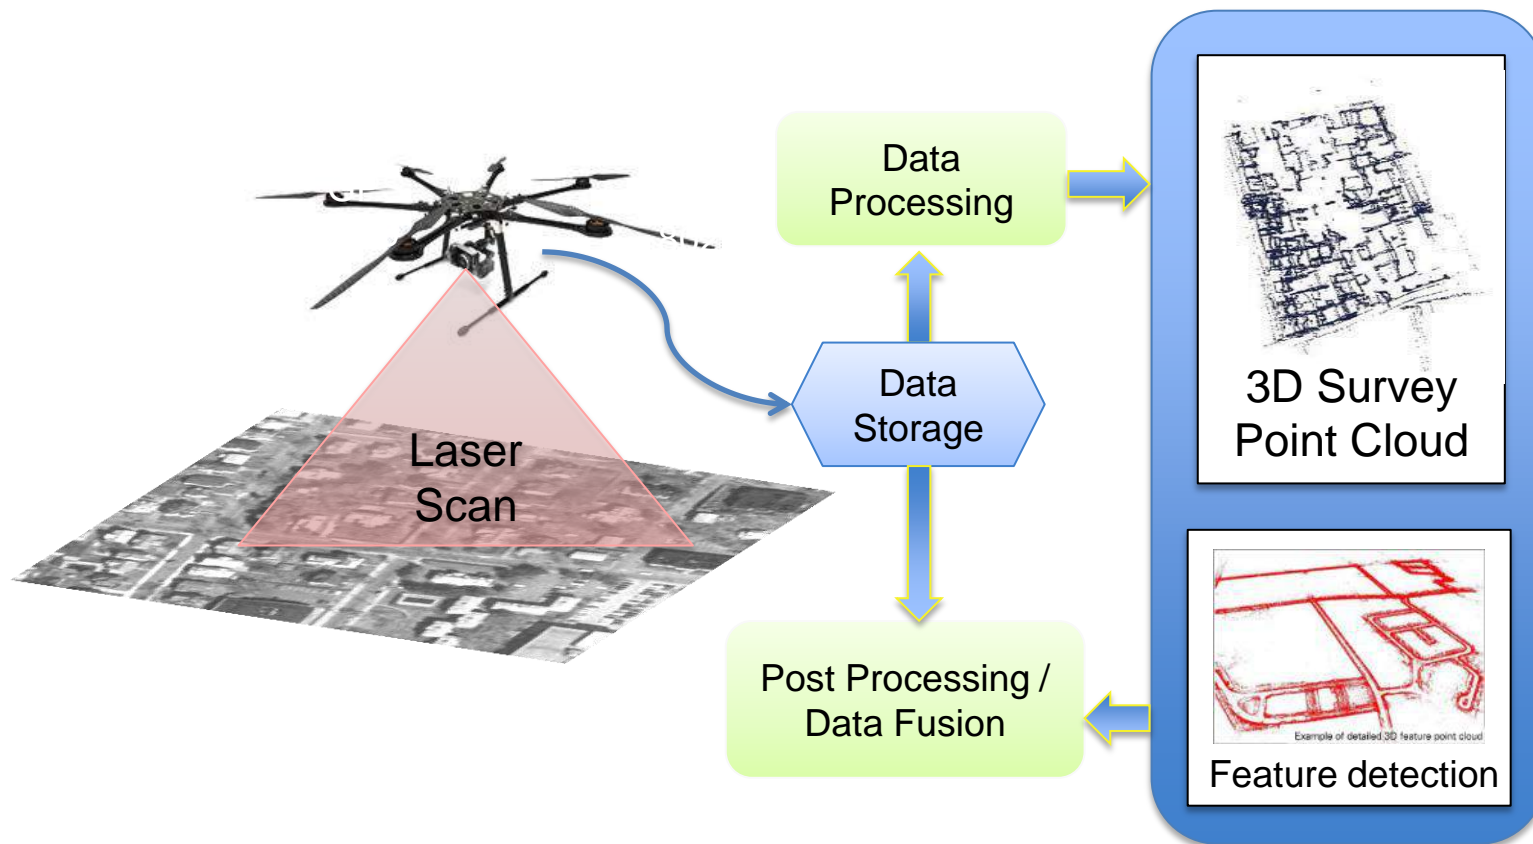 Data
Processing
Laser
Scan
Data
Storage
Post Processing /
Data Fusion
3D Survey
Point Cloud
Example of detailed 3D feature point cloud
Feature detection